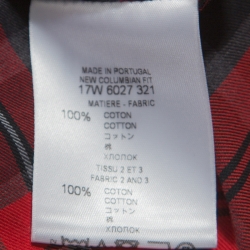 MADE IN PORTUGAL
NEW COLUMBIAN FIT
17W 6027 321
MATIERE - FABRIC
100% COTON
COTTON
コットン
棉
ХЛОПОК
TISSU 2 ET 3
FABRIC 2 AND 3
100% COTON
COTTON
コットン
棉
ХЛОПОК